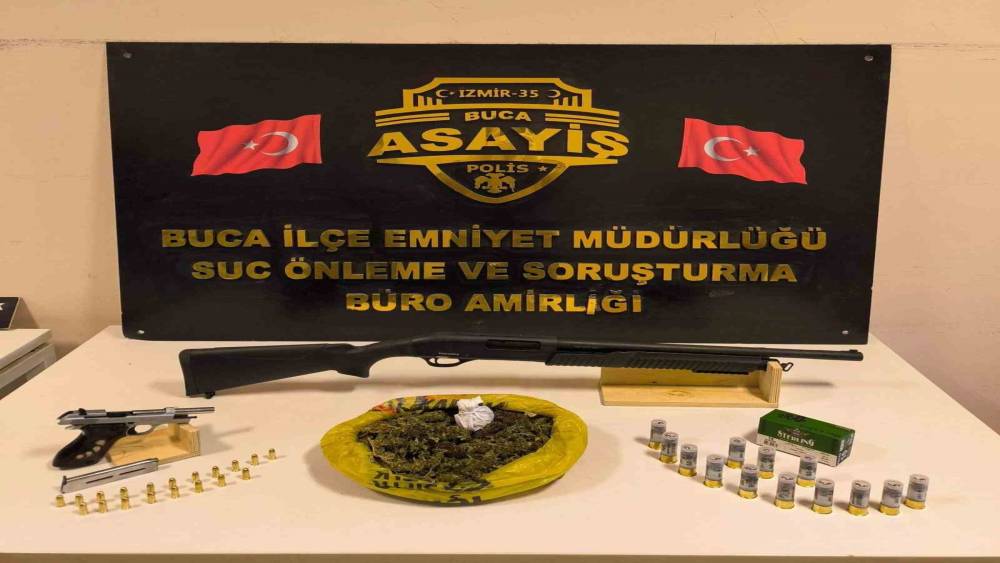 İZMİR-35
BUCA
ASAYİŞ
POLİS
BUCA İLÇE EMNİYET MÜDÜRLÜĞÜ
SUC ÖNLEME VE SORUŞTURMA
BÜRO AMİRLİĞİ
STERLING